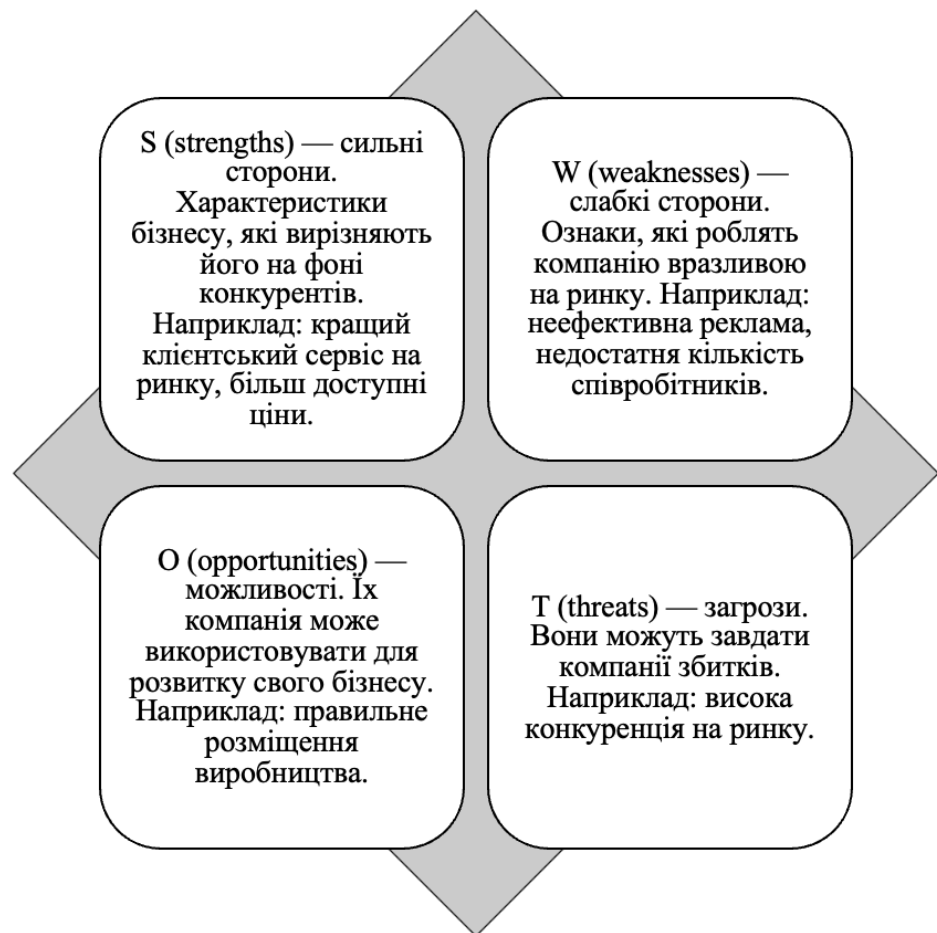 S (strengths) — сильні
сторони.
Характеристики
бізнесу, які вирізняють
його на фоні
конкурентів.
Наприклад: кращий
клієнтський сервіс на
ринку, більш доступні
ціни.
W (weaknesses) —
слабкі сторони.
Ознаки, які роблять
компанію вразливою
на ринку. Наприклад:
неефективна реклама,
недостатня кількість
співробітників.
O (opportunities) —
можливості. Їх
компанія може
використовувати для
розвитку свого бізнесу.
Наприклад: правильне
розміщення
виробництва.
T (threats) — загрози.
Вони можуть завдати
компанії збитків.
Наприклад: висока
конкуренція на ринку.